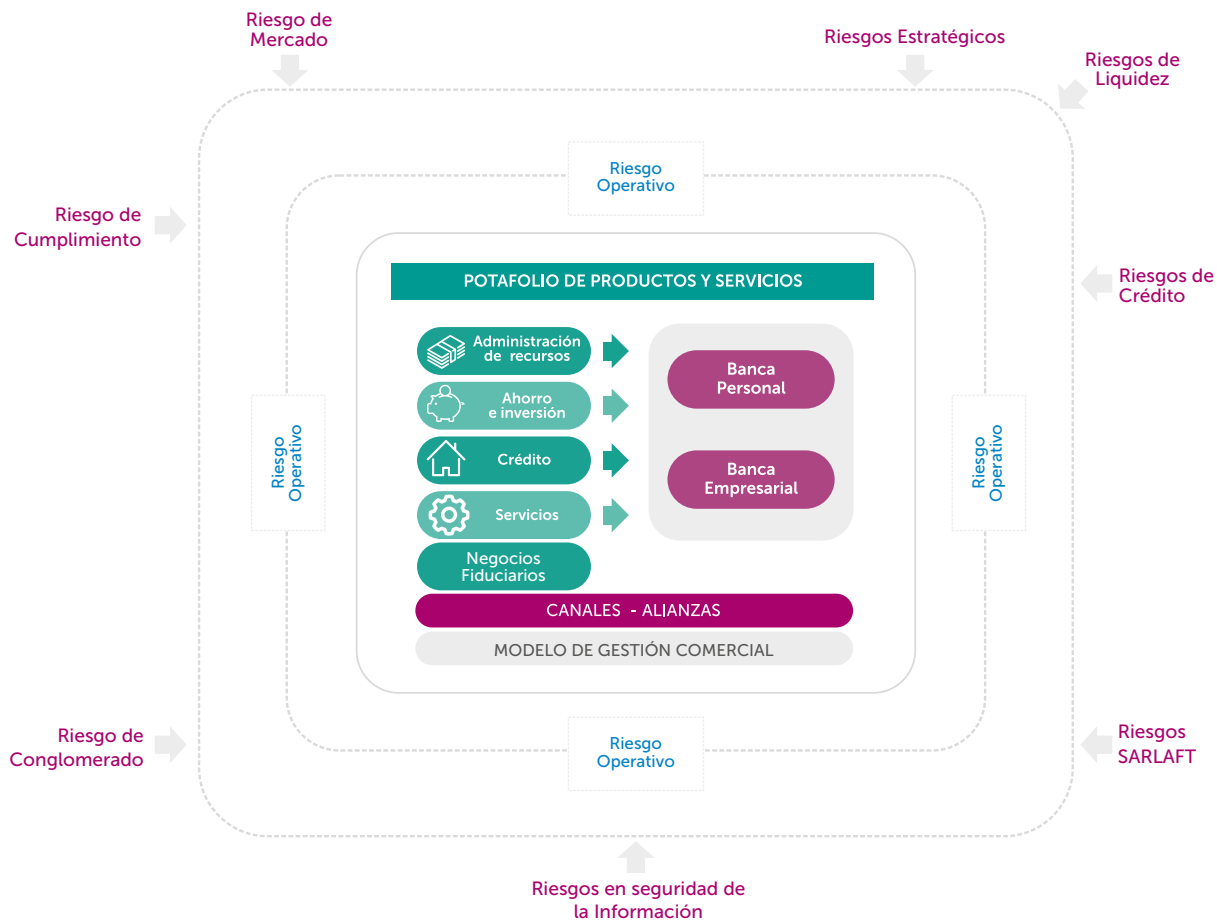 Riesgo de
Mercado
Riesgos Estratégicos
Riesgos de
Liquidez
Riesgo
Operativo
Riesgo de
Cumplimiento
POTAFOLIO DE PRODUCTOS Y SERVICIOS
Riesgos de
Crédito
Administración
de recursos
Ahorro
e inversión
Crédito
Servicios
Negocios
Fiduciarios
Banca
Personal
Banca
Empresarial
Riesgo
Operativo
Riesgo
Operativo
CANALES - ALIANZAS
MODELO DE GESTIÓN COMERCIAL
Riesgo
Operativo
Riesgo de
Conglomerado
Riesgos
SARLAFT
Riesgos en seguridad de
la Información